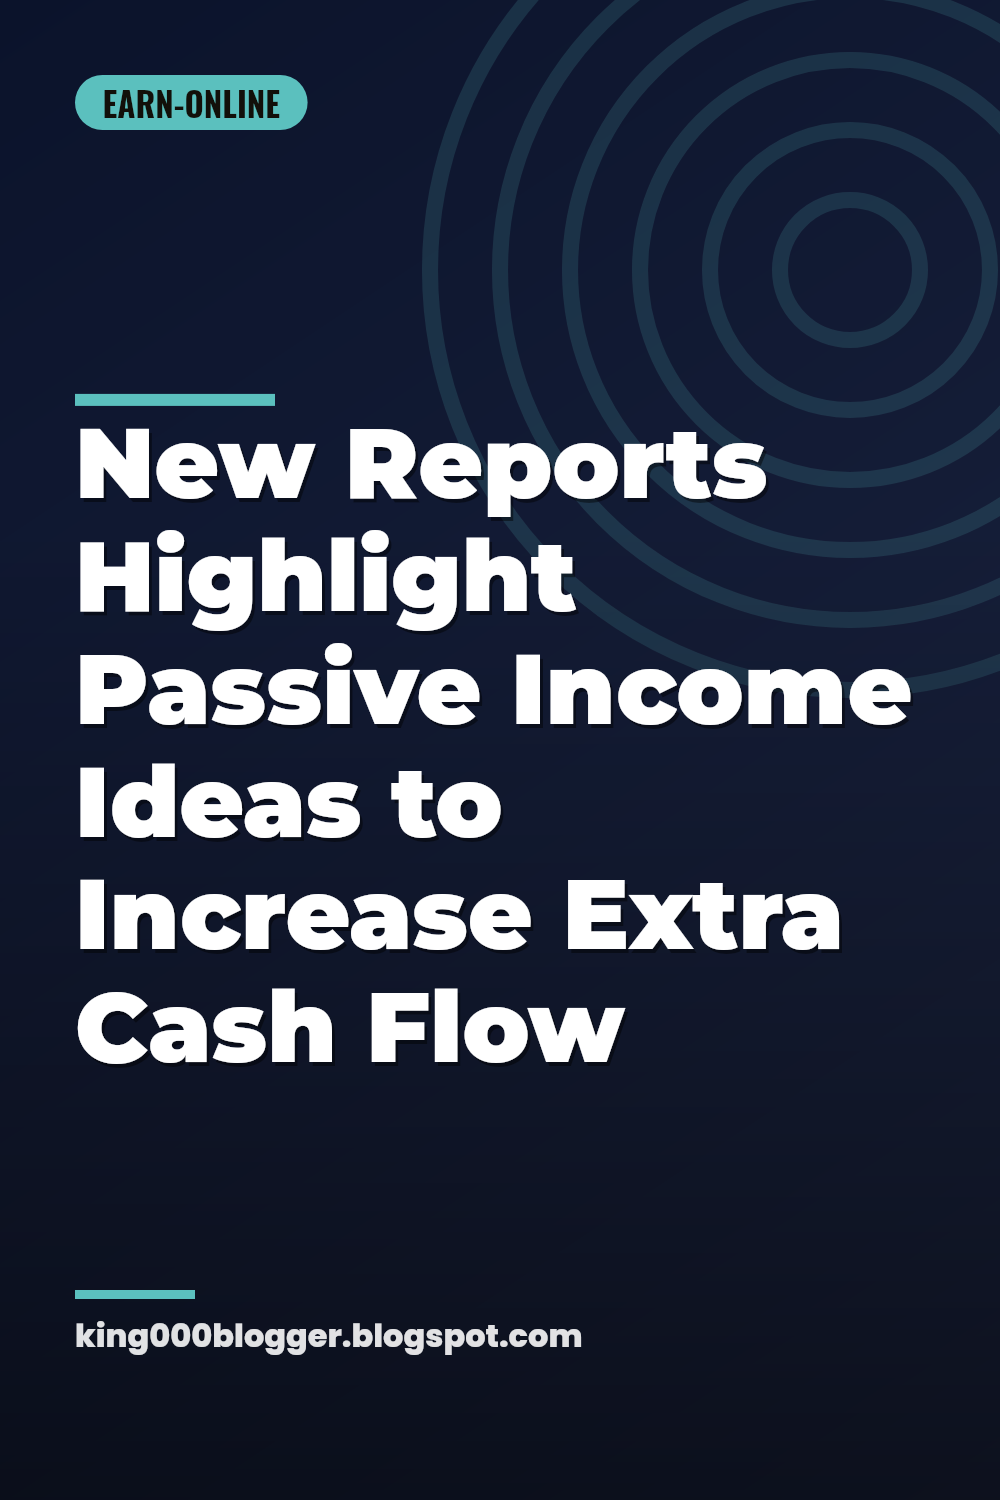 EARN-ONLINE
New Reports
Highlight
Passive Income
Ideas to
Increase Extra
Cash Flow
king000blogger.blogspot.com